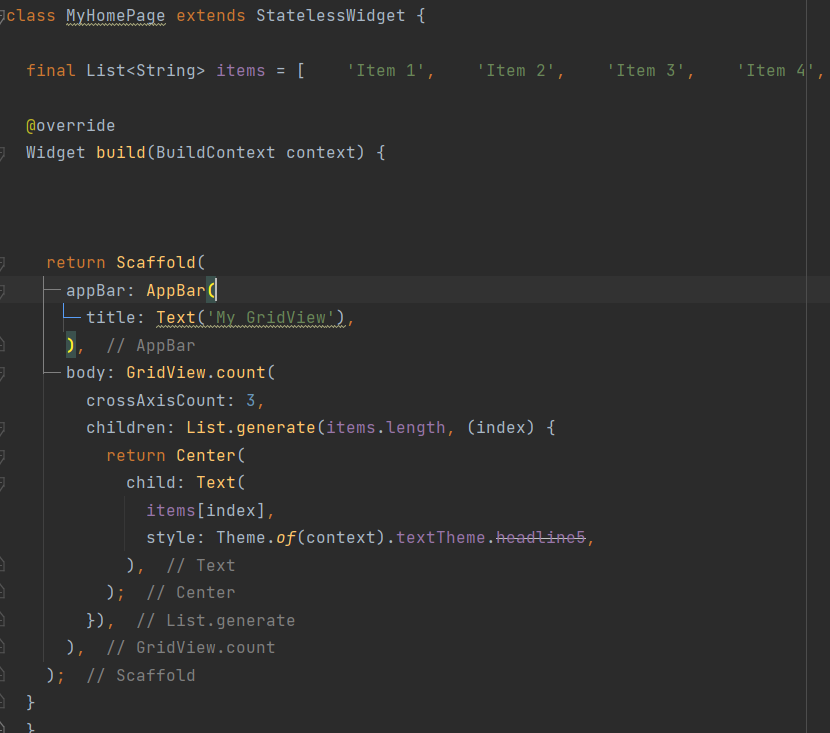 class MyHomePage extends StatelessWidget {
final List<String> items = [    'Item 1',    'Item 2',    'Item 3',    'Item 4',
@override
Widget build(BuildContext context) {
return Scaffold(
appBar: AppBar(
title: Text('My GridView'),
),  // AppBar
body: GridView.count(
crossAxisCount: 3,
children: List.generate(items.length, (index) {
return Center(
child: Text(
items[index],
style: Theme.of(context).textTheme.headline5,
),  // Text
);  // Center
}),  // List.generate
),  // GridView.count
);  // Scaffold
}
}